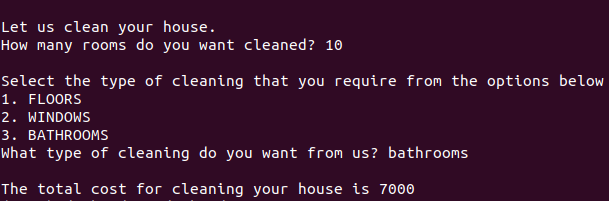 Let us clean your house.
How many rooms do you want cleaned? 10
Select the type of cleaning that you require from the options below
1. FLOORS
2. WINDOWS
3. BATHROOMS
What type of cleaning do you want from us? bathrooms
The total cost for cleaning your house is 7000